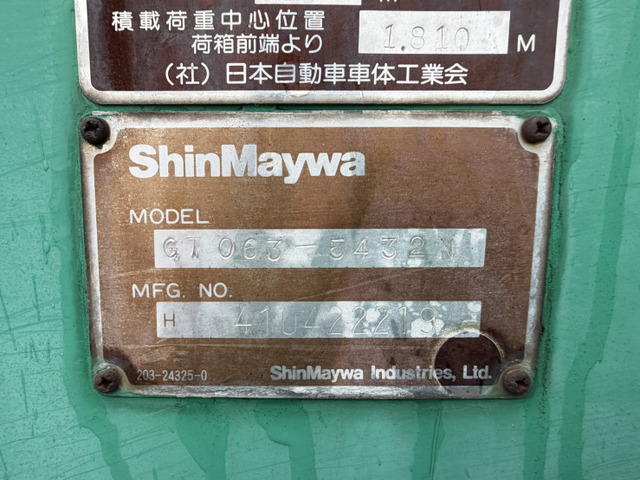 積載荷重中心位置
荷箱前端より 1.810 M
（社）日本自動車車体工業会
ShinMaywa
MODEL
GT063-5432N
MFG. NO.
H 410-22219
203-24325-0
ShinMaywa Industries, Ltd.